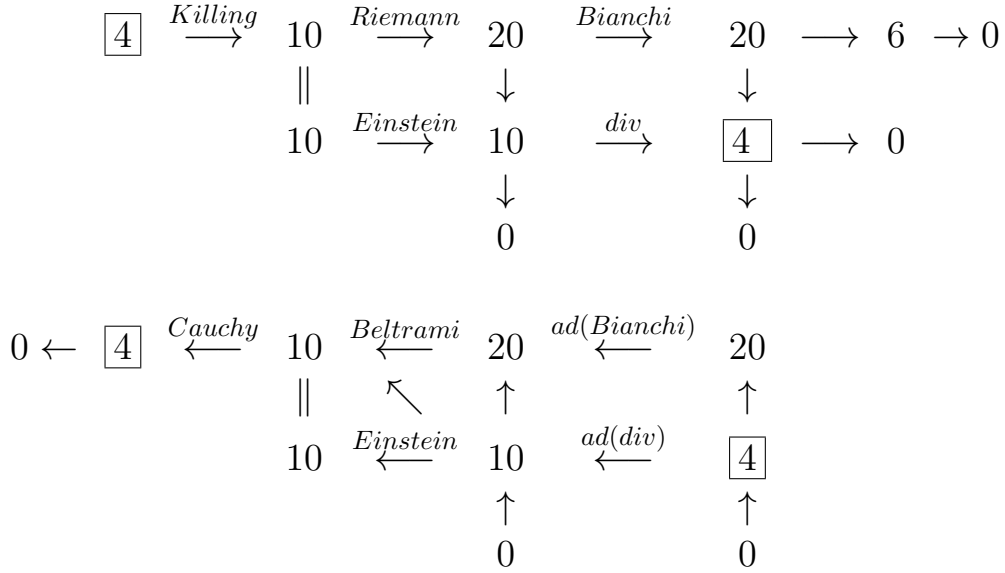 4 Killing ⟶ 10 Riemann ⟶ 20 Bianchi ⟶ 20 ⟶ 6 → 0
|| ↓ ↓
10 Einstein ⟶ 10 div ⟶ 4 ⟶ 0
↓ ↓
0 0
0 ← 4 Cauchy ⟵ 10 Beltrami ⟵ 20 ad(Bianchi) ⟵ 20
|| ↖ ↑ ↑
10 Einstein ⟵ 10 ad(div) ⟵ 4
↑ ↑
0 0